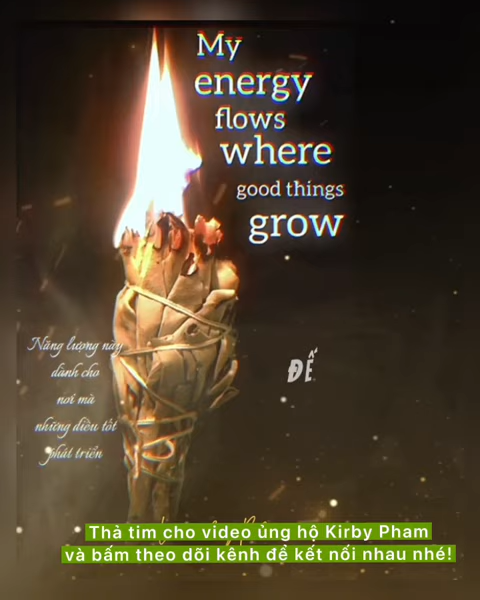 My
energy
flows
where
good things
grow
Năng lượng này
dành cho
nơi mà
những điều tốt
phát triển
ĐỂ
Thả tim cho video ủng hộ Kirby Pham
và bấm theo dõi kênh để kết nối nhau nhé!